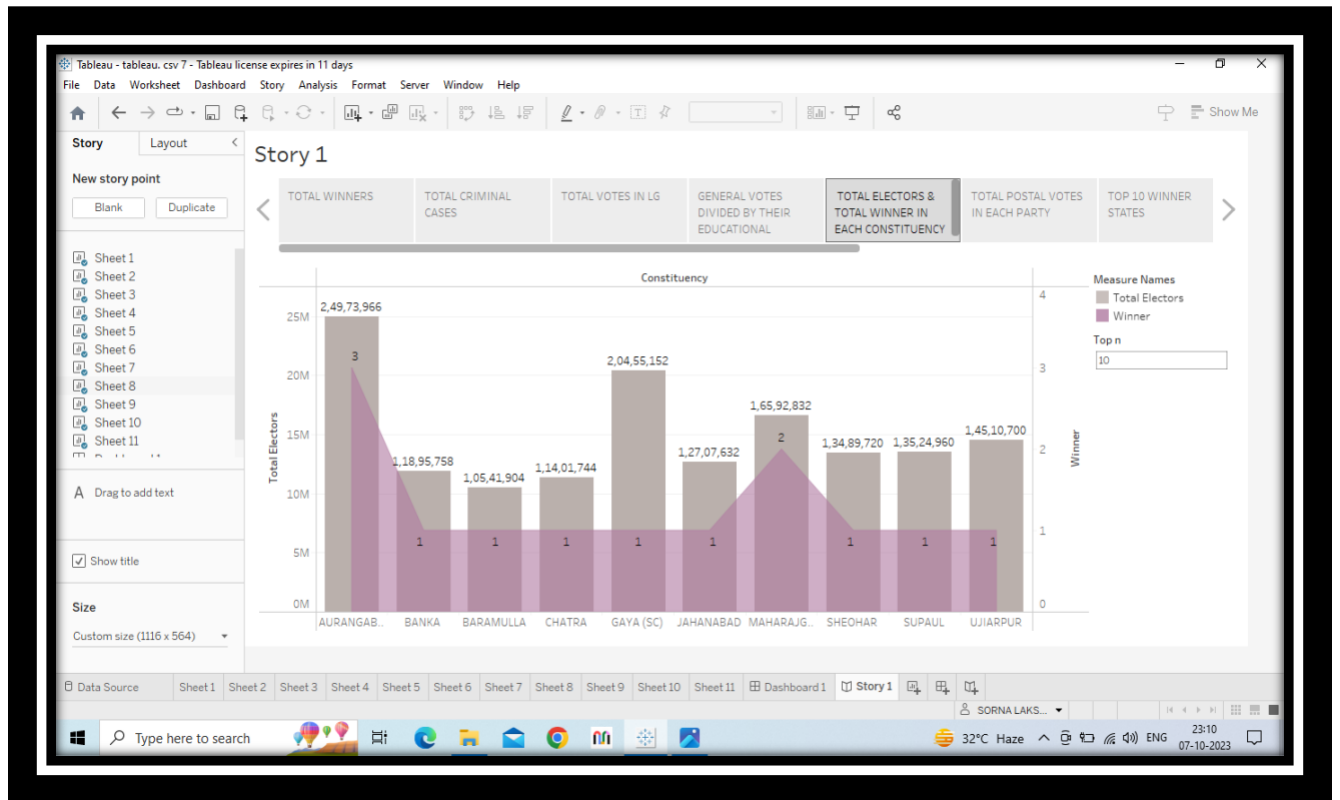 Tableau - tableau. csv 7 - Tableau license expires in 11 days
File Data Worksheet Dashboard Story Analysis Format Server Window Help
Show Me
Story Layout
New story point
Blank Duplicate
Sheet 1
Sheet 2
Sheet 3
Sheet 4
Sheet 5
Sheet 6
Sheet 7
Sheet 8
Sheet 9
Sheet 10
Sheet 11
A Drag to add text
Show title
Size
Custom size (1116 x 564)
Story 1
TOTAL WINNERS
TOTAL CRIMINAL
CASES
TOTAL VOTES IN LG
GENERAL VOTES
DIVIDED BY THEIR
EDUCATIONAL
TOTAL ELECTORS &
TOTAL WINNER IN
EACH CONSTITUENCY
TOTAL POSTAL VOTES
IN EACH PARTY
TOP 10 WINNER
STATES
Constituency
Total Electors
25M
20M
15M
10M
5M
0M
2,49,73,966
1,18,95,758
1,05,41,904
1,14,01,744
2,04,55,152
1,27,07,632
1,65,92,832
1,34,89,720
1,35,24,960
1,45,10,700
3
1
1
1
1
1
2
1
1
1
4
3
2
1
0
Winner
AURANGAB.. BANKA BARAMULLA CHATRA GAYA (SC) JAHANABAD MAHARAJG.. SHEOHAR SUPAUL UJIARPUR
Measure Names
Total Electors
Winner
Top n
10
Data Source Sheet 1 Sheet 2 Sheet 3 Sheet 4 Sheet 5 Sheet 6 Sheet 7 Sheet 8 Sheet 9 Sheet 10 Sheet 11 Dashboard 1 Story 1
SORNA LAKS...
Type here to search
32°C Haze
ENG
23:10
07-10-2023